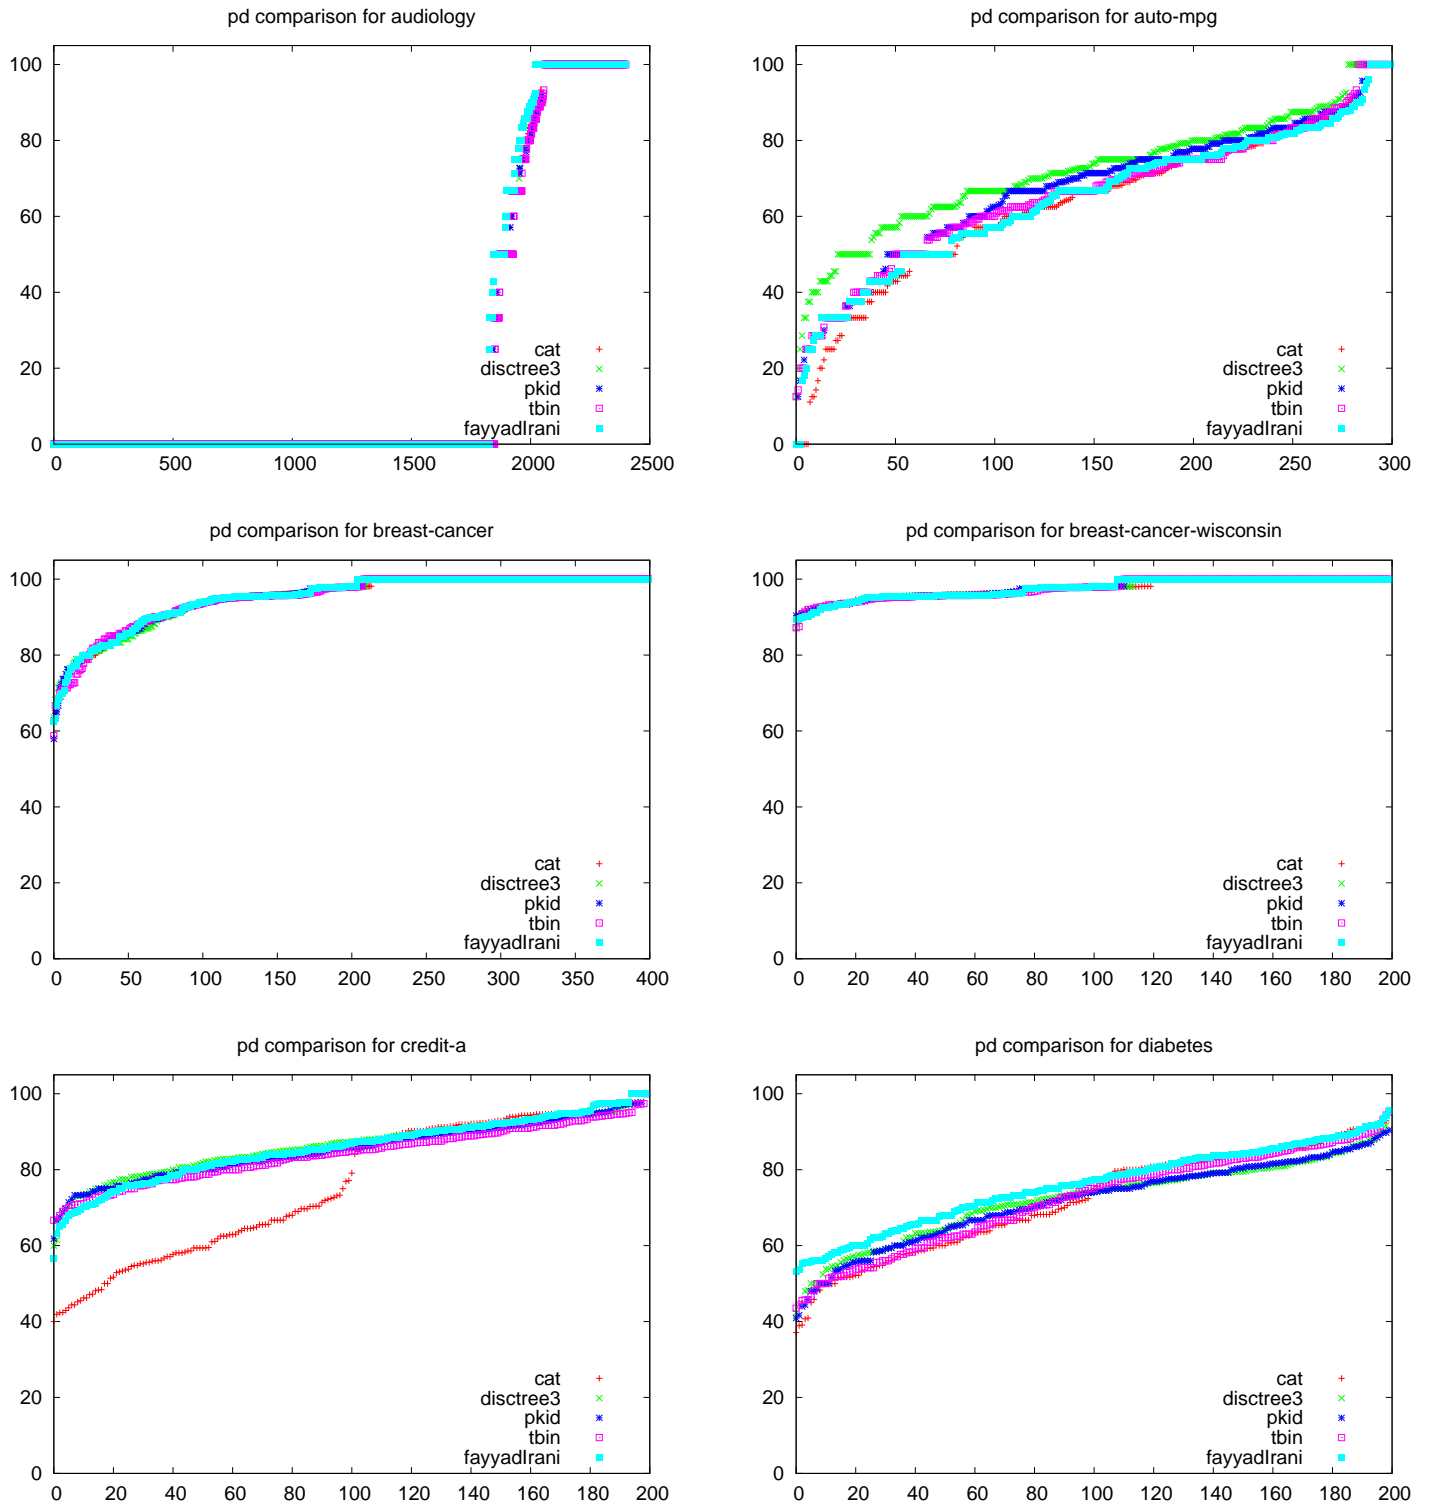 pd comparison for audiology
100
80
60
40
20
0
cat
disctree3
pkid
tbin
fayyadIrani
0 500 1000 1500 2000 2500
pd comparison for auto-mpg
100
80
60
40
20
0
cat
disctree3
pkid
tbin
fayyadIrani
0 50 100 150 200 250 300
pd comparison for breast-cancer
100
80
60
40
20
0
cat
disctree3
pkid
tbin
fayyadIrani
0 50 100 150 200 250 300 350 400
pd comparison for breast-cancer-wisconsin
100
80
60
40
20
0
cat
disctree3
pkid
tbin
fayyadIrani
0 20 40 60 80 100 120 140 160 180 200
pd comparison for credit-a
100
80
60
40
20
0
cat
disctree3
pkid
tbin
fayyadIrani
0 20 40 60 80 100 120 140 160 180 200
pd comparison for diabetes
100
80
60
40
20
0
cat
disctree3
pkid
tbin
fayyadIrani
0 20 40 60 80 100 120 140 160 180 200